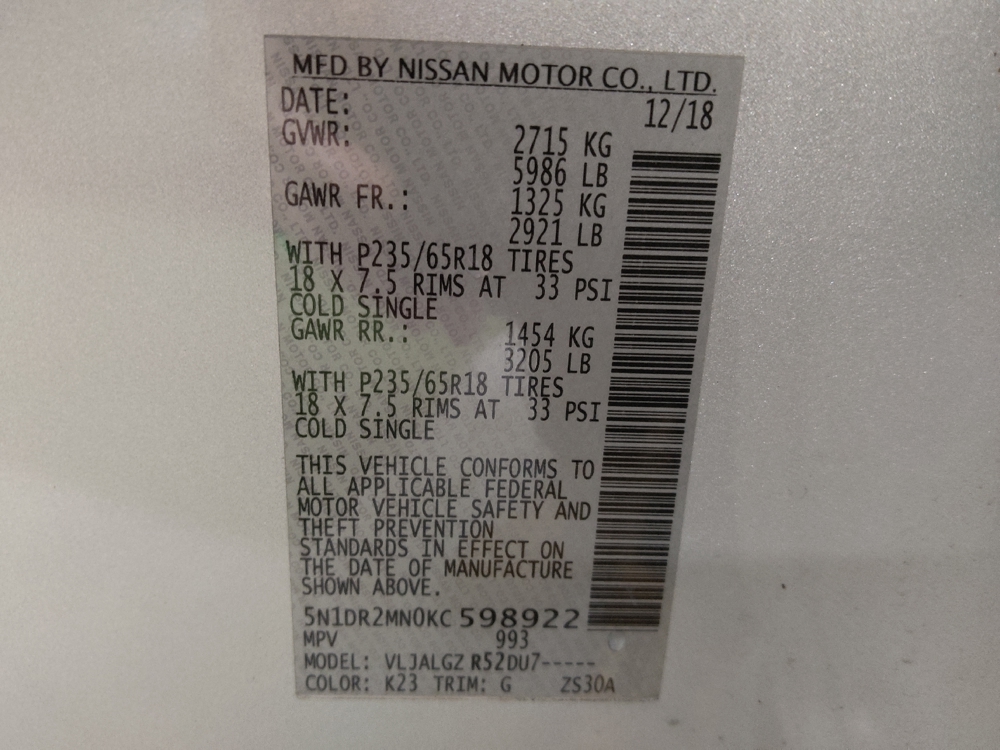 MFD BY NISSAN MOTOR CO., LTD.
DATE: 12/18
GVWR: 2715 KG
5986 LB
GAWR FR.: 1325 KG
2921 LB
WITH P235/65R18 TIRES
18 X 7.5 RIMS AT 33 PSI
COLD SINGLE
GAWR RR.: 1454 KG
3205 LB
WITH P235/65R18 TIRES
18 X 7.5 RIMS AT 33 PSI
COLD SINGLE
THIS VEHICLE CONFORMS TO
ALL APPLICABLE FEDERAL
MOTOR VEHICLE SAFETY AND
THEFT PREVENTION
STANDARDS IN EFFECT ON
THE DATE OF MANUFACTURE
SHOWN ABOVE.
5N1DR2MN0KC598922
MPV 993
MODEL: VLJALGZ R52DU7-----
COLOR: K23 TRIM: G ZS30A